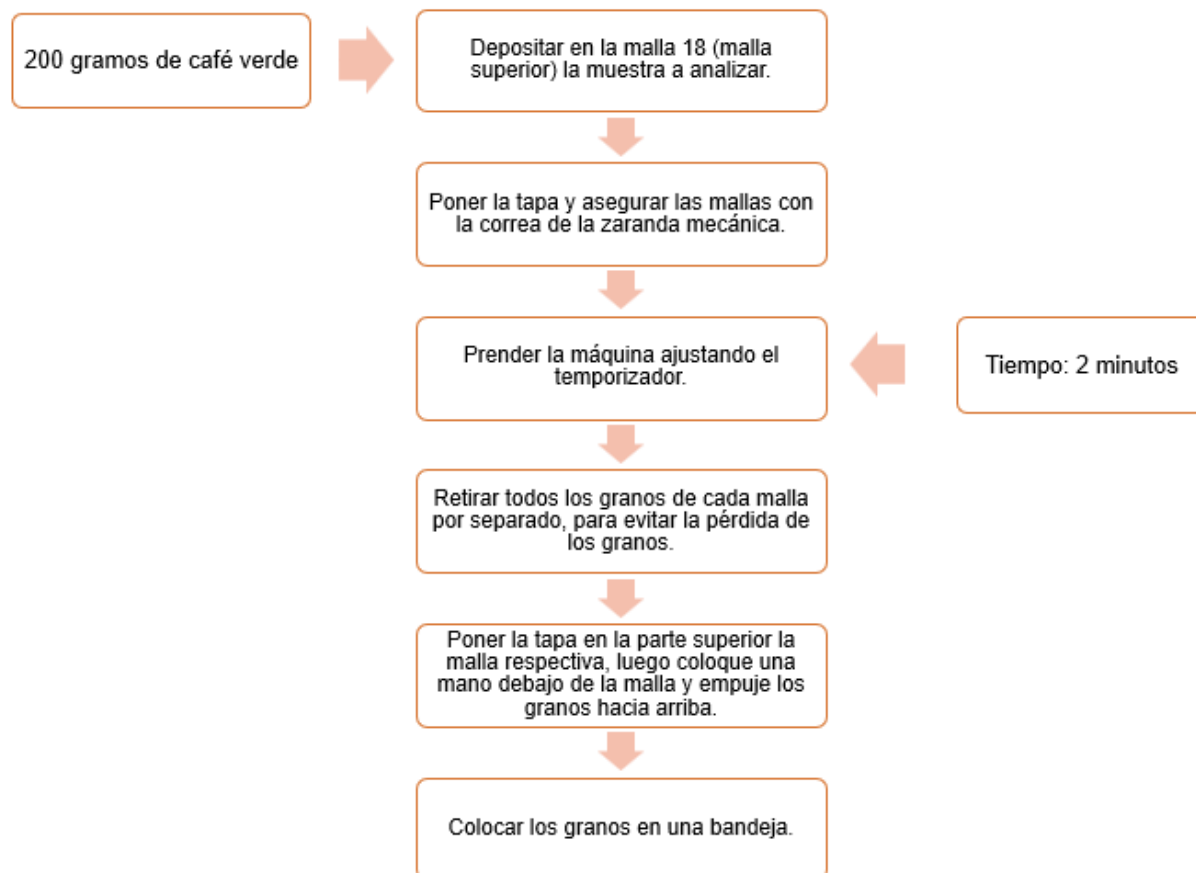 200 gramos de café verde
Depositar en la malla 18 (malla
superior) la muestra a analizar.
Poner la tapa y asegurar las mallas con
la correa de la zaranda mecánica.
Prender la máquina ajustando el
temporizador.
Tiempo: 2 minutos
Retirar todos los granos de cada malla
por separado, para evitar la pérdida de
los granos.
Poner la tapa en la parte superior la
malla respectiva, luego coloque una
mano debajo de la malla y empuje los
granos hacia arriba.
Colocar los granos en una bandeja.